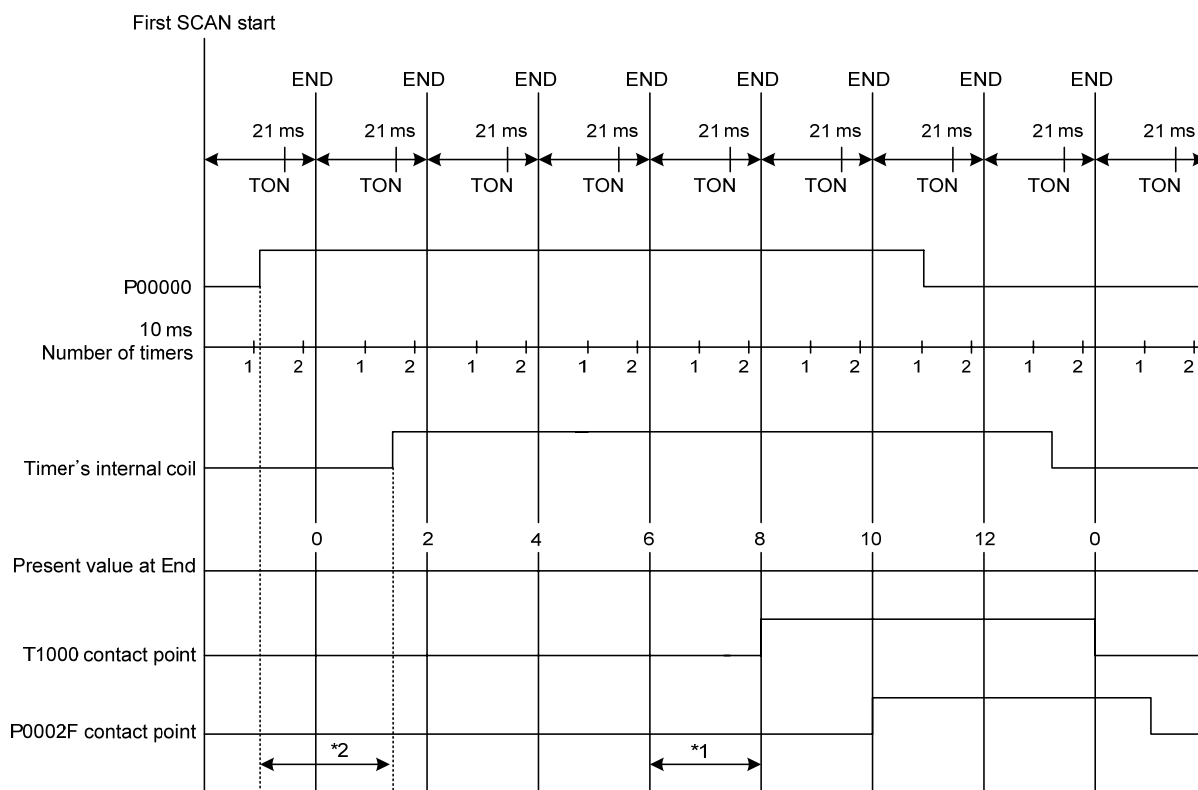 First SCAN start
END END END END END END END END
21 ms 21 ms 21 ms 21 ms 21 ms 21 ms 21 ms 21 ms 21 ms
TON TON TON TON TON TON TON TON TON
P00000
10 ms
Number of timers
1 2 1 2 1 2 1 2 1 2 1 2 1 2 1 2 1 2
Timer's internal coil
0 2 4 6 8 10 12 0
Present value at End
T1000 contact point
P0002F contact point
*2 *1